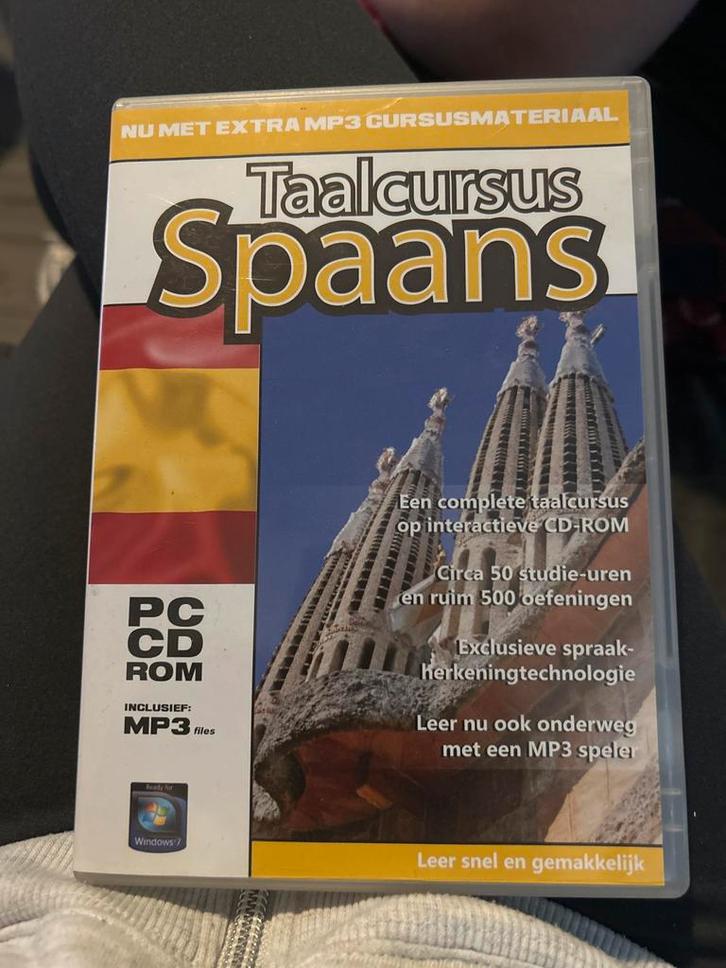 NU MET EXTRA MP3 CURSUSMATERIAAL
Taalcursus
Spaans
Een complete taalcursus
op interactieve CD-ROM
Circa 50 studie-uren
en ruim 500 oefeningen
Exclusieve spraak-
herkeningtechnologie
Leer nu ook onderweg
met een MP3 speler
PC
CD
ROM
INCLUSIEF:
MP3 files
Ready for
Windows 7
Leer snel en gemakkelijk